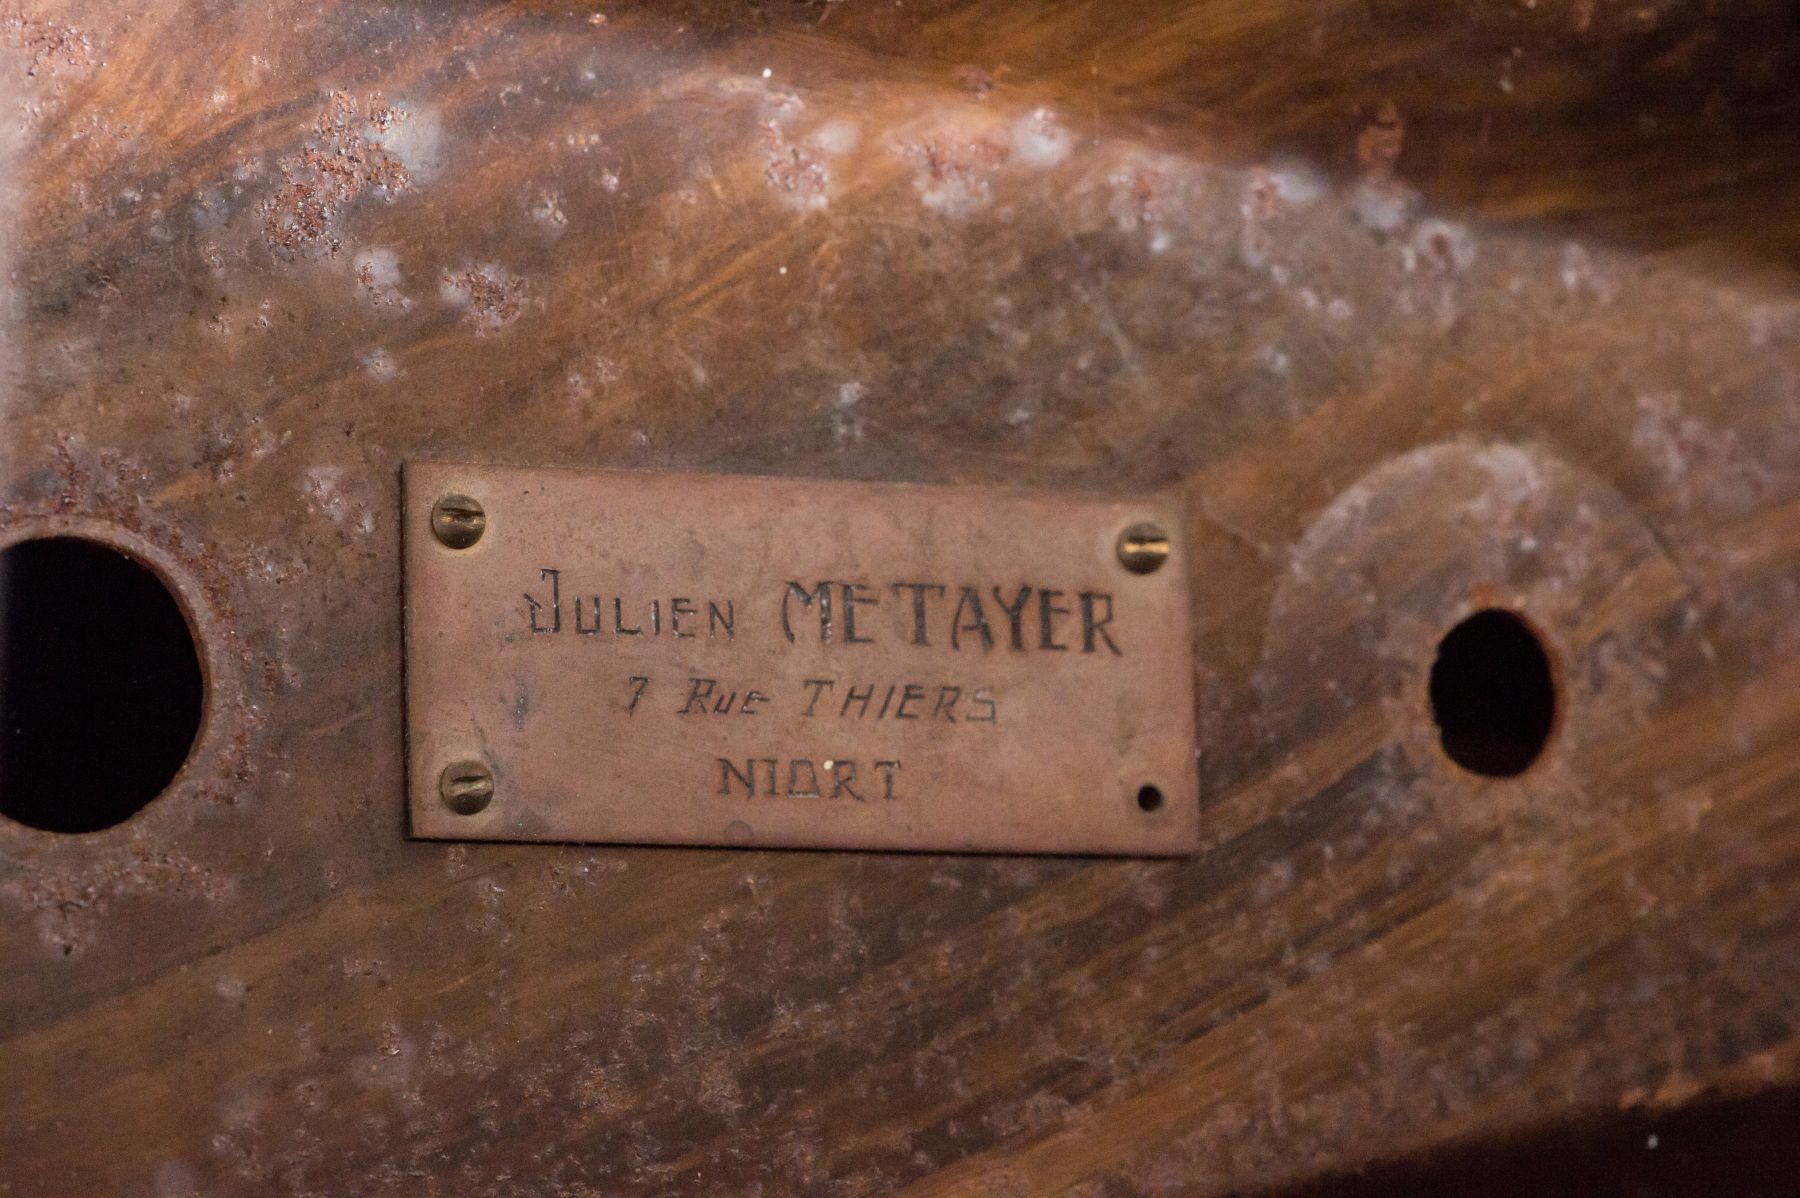 Julien METAYER
7 Rue THIERS
NIORT